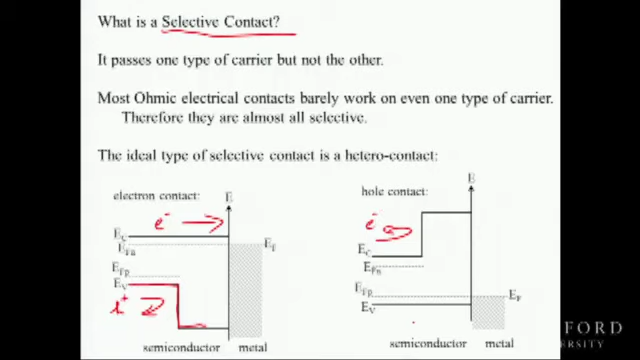 What is a Selective Contact?
It passes one type of carrier but not the other.
Most Ohmic electrical contacts barely work on even one type of carrier.
Therefore they are almost all selective.
The ideal type of selective contact is a hetero-contact:
electron contact:
E
e⁻
E_C
E_Fn
E_F
E_Fp
E_V
semiconductor metal
hole contact:
E
E_C
E_Fn
E_Fp
E_F
E_V
semiconductor metal
FORD
ERSITY